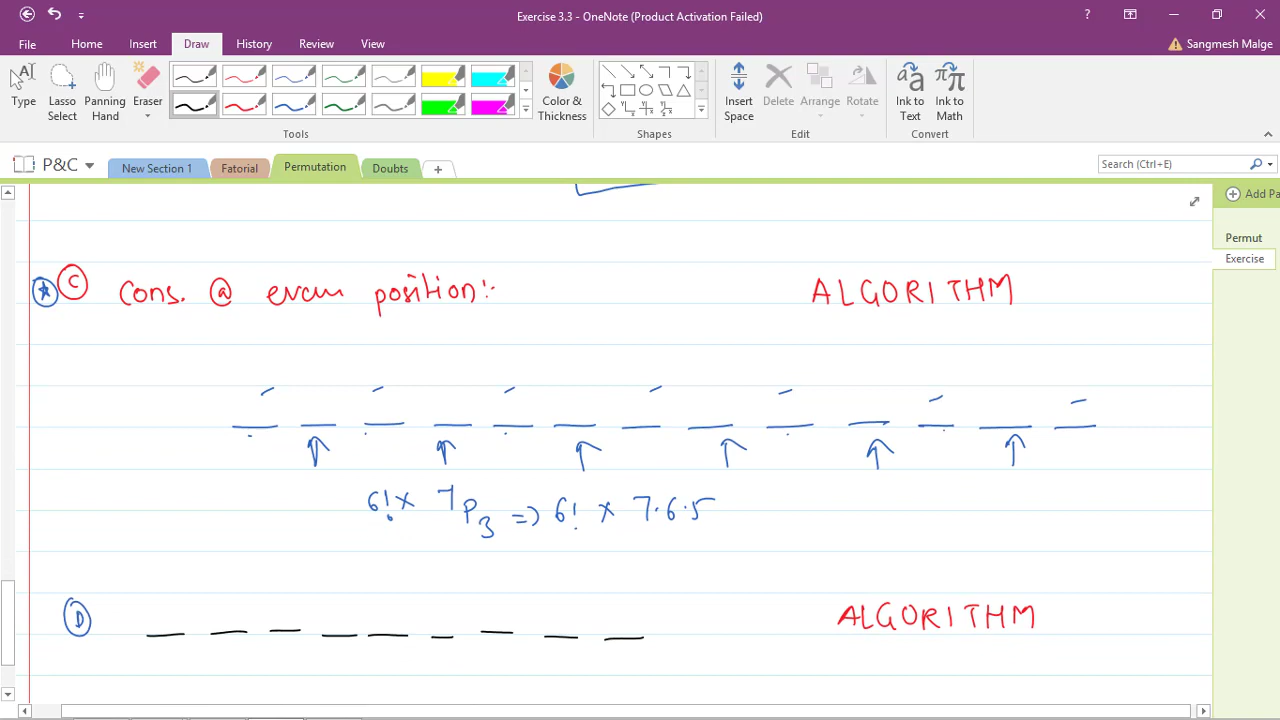 Exercise 3.3 - OneNote (Product Activation Failed)
?
File Home Insert Draw History Review View
Sangmesh Malge
Type
Lasso Select
Panning Hand
Eraser
Color & Thickness
Insert Space
Delete
Arrange
Rotate
Ink to Text
Ink to Math
Tools
Shapes
Edit
Convert
P&C
New Section 1 Fatorial Permutation Doubts
Search (Ctrl+E)
Add Pa
Permut
Exercise
C Cons. @ even position:- ALGORITHM
6! × 7P3 => 6! × 7.6.5
D ALGORITHM